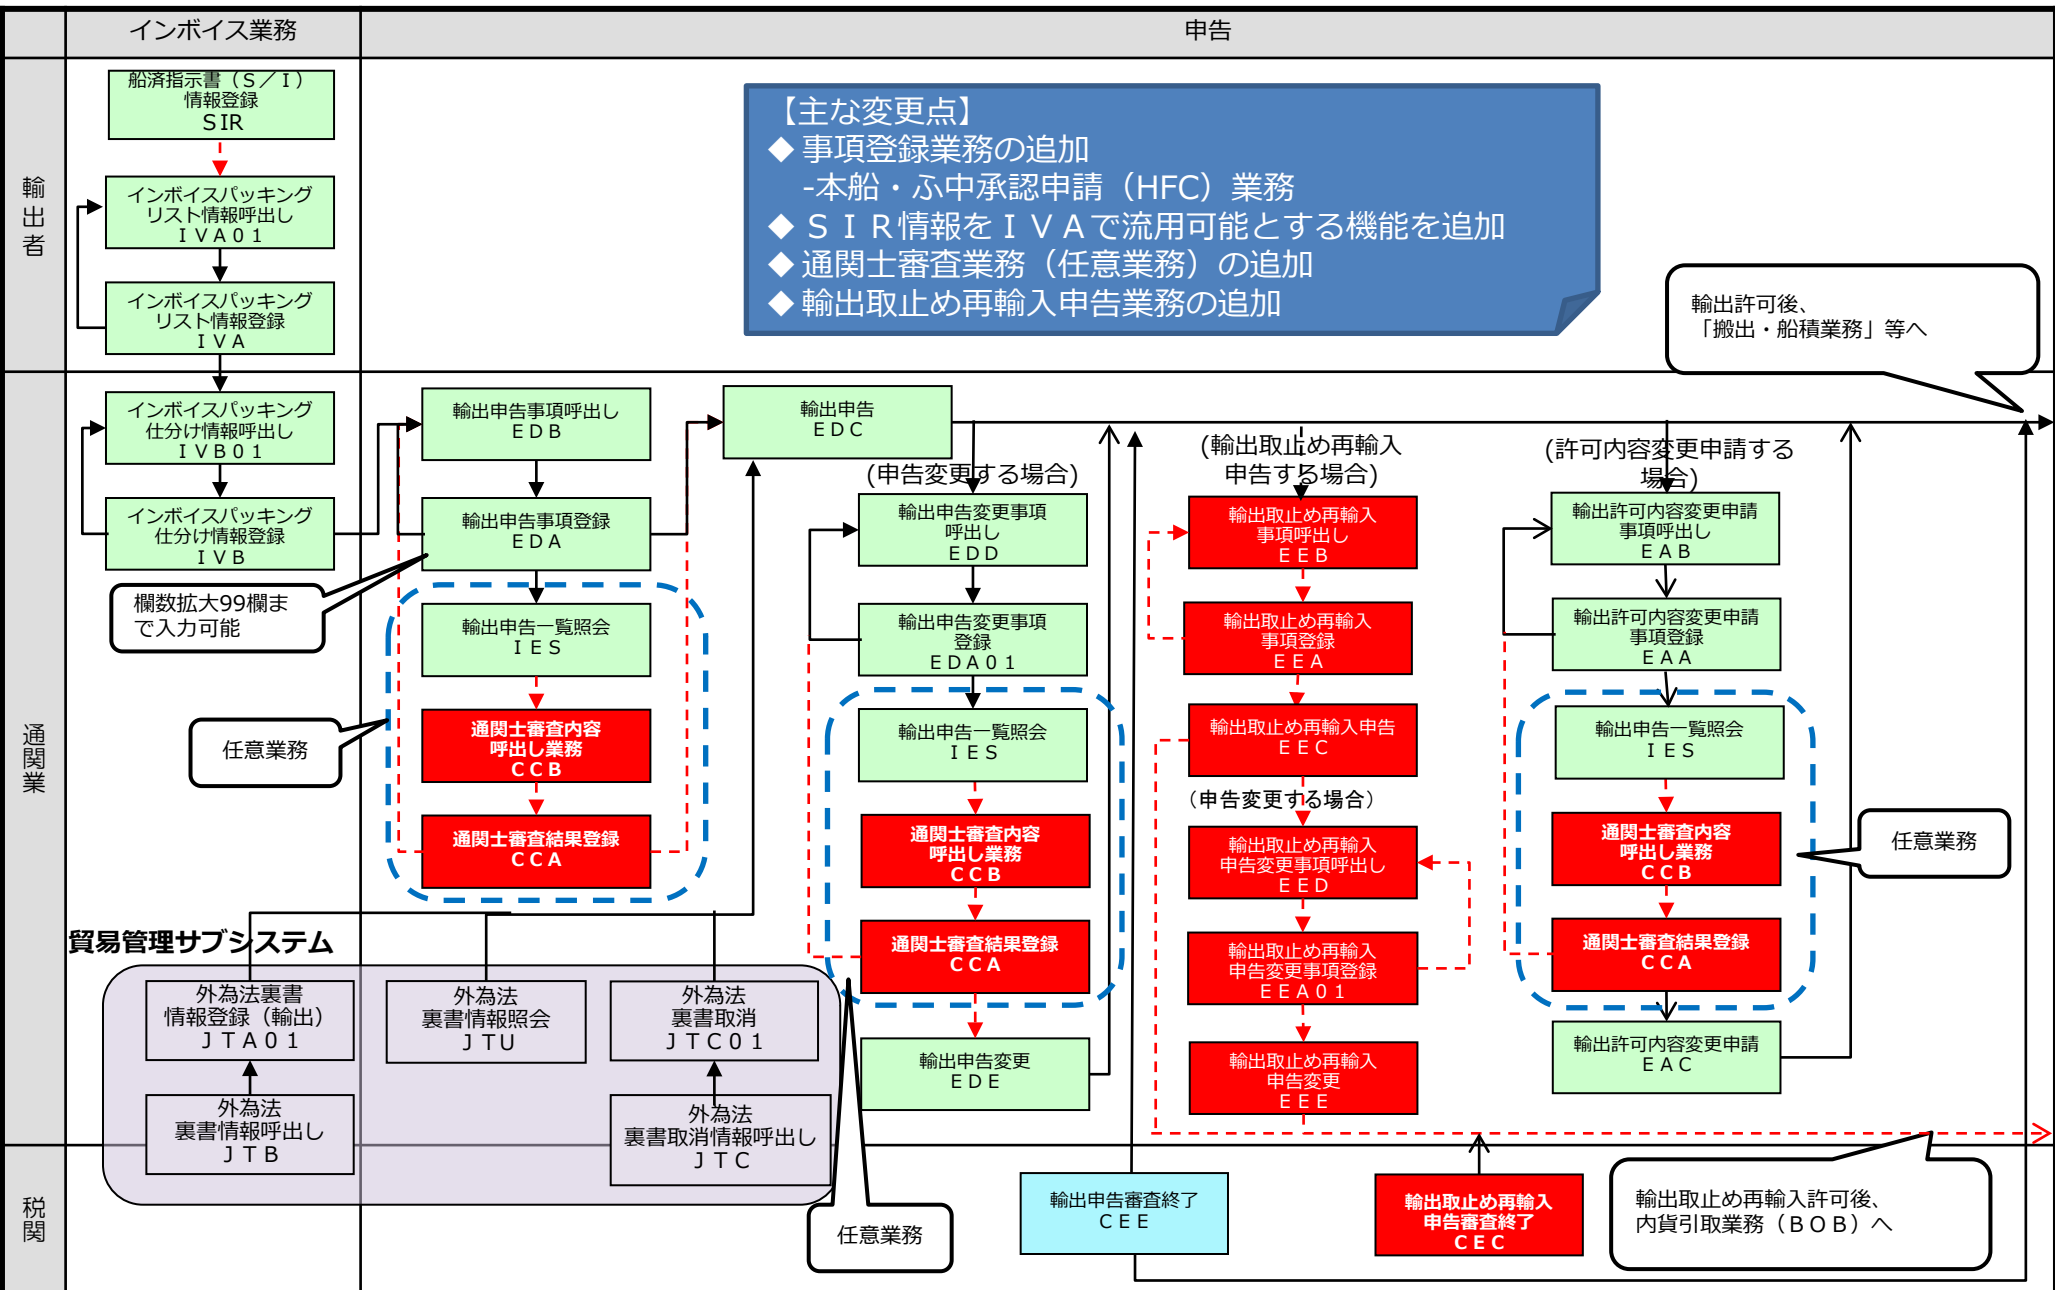 インボイス業務
申告
輸出者
船済指示書（Ｓ／Ｉ）
情報登録
ＳIR
インボイスパッキング
リスト情報呼出し
ＩＶＡ０１
インボイスパッキング
リスト情報登録
ＩＶＡ
【主な変更点】
◆ 事項登録業務の追加
-本船・ふ中承認申請（HFC）業務
◆ ＳＩＲ情報をＩＶＡで流用可能とする機能を追加
◆ 通関士審査業務（任意業務）の追加
◆ 輸出取止め再輸入申告業務の追加
輸出許可後、
「搬出・船積業務」等へ
通関業
インボイスパッキング
仕分け情報呼出し
ＩＶＢ０１
インボイスパッキング
仕分け情報登録
ＩＶＢ
欄数拡大99欄ま
で入力可能
任意業務
輸出申告事項呼出し
ＥＤＢ
輸出申告事項登録
ＥＤＡ
輸出申告一覧照会
ＩＥＳ
通関士審査内容
呼出し業務
ＣＣＢ
通関士審査結果登録
ＣＣＡ
輸出申告
ＥＤＣ
(申告変更する場合)
輸出申告変更事項
呼出し
ＥＤＤ
輸出申告変更事項
登録
ＥＤＡ０１
輸出申告一覧照会
ＩＥＳ
通関士審査内容
呼出し業務
ＣＣＢ
通関士審査結果登録
ＣＣＡ
輸出申告変更
ＥＤＥ
(輸出取止め再輸入
申告する場合)
輸出取止め再輸入
事項呼出し
ＥＥＢ
輸出取止め再輸入
事項登録
ＥＥＡ
輸出取止め再輸入申告
ＥＥＣ
（申告変更する場合）
輸出取止め再輸入
申告変更事項呼出し
ＥＥＤ
輸出取止め再輸入
申告変更事項登録
ＥＥＡ０１
輸出取止め再輸入
申告変更
ＥＥＥ
(許可内容変更申請する
場合)
輸出許可内容変更申請
事項呼出し
ＥＡＢ
輸出許可内容変更申請
事項登録
ＥＡＡ
輸出申告一覧照会
ＩＥＳ
通関士審査内容
呼出し業務
ＣＣＢ
通関士審査結果登録
ＣＣＡ
輸出許可内容変更申請
ＥＡＣ
任意業務
貿易管理サブシステム
外為法裏書
情報登録（輸出）
ＪＴＡ０１
外為法
裏書情報照会
ＪＴU
外為法
裏書取消
ＪＴＣ０１
外為法
裏書情報呼出し
ＪＴＢ
外為法
裏書取消情報呼出し
ＪＴＣ
税関
任意業務
輸出申告審査終了
ＣＥＥ
輸出取止め再輸入
申告審査終了
ＣＥＣ
輸出取止め再輸入許可後、
内貨引取業務（ＢＯＢ）へ